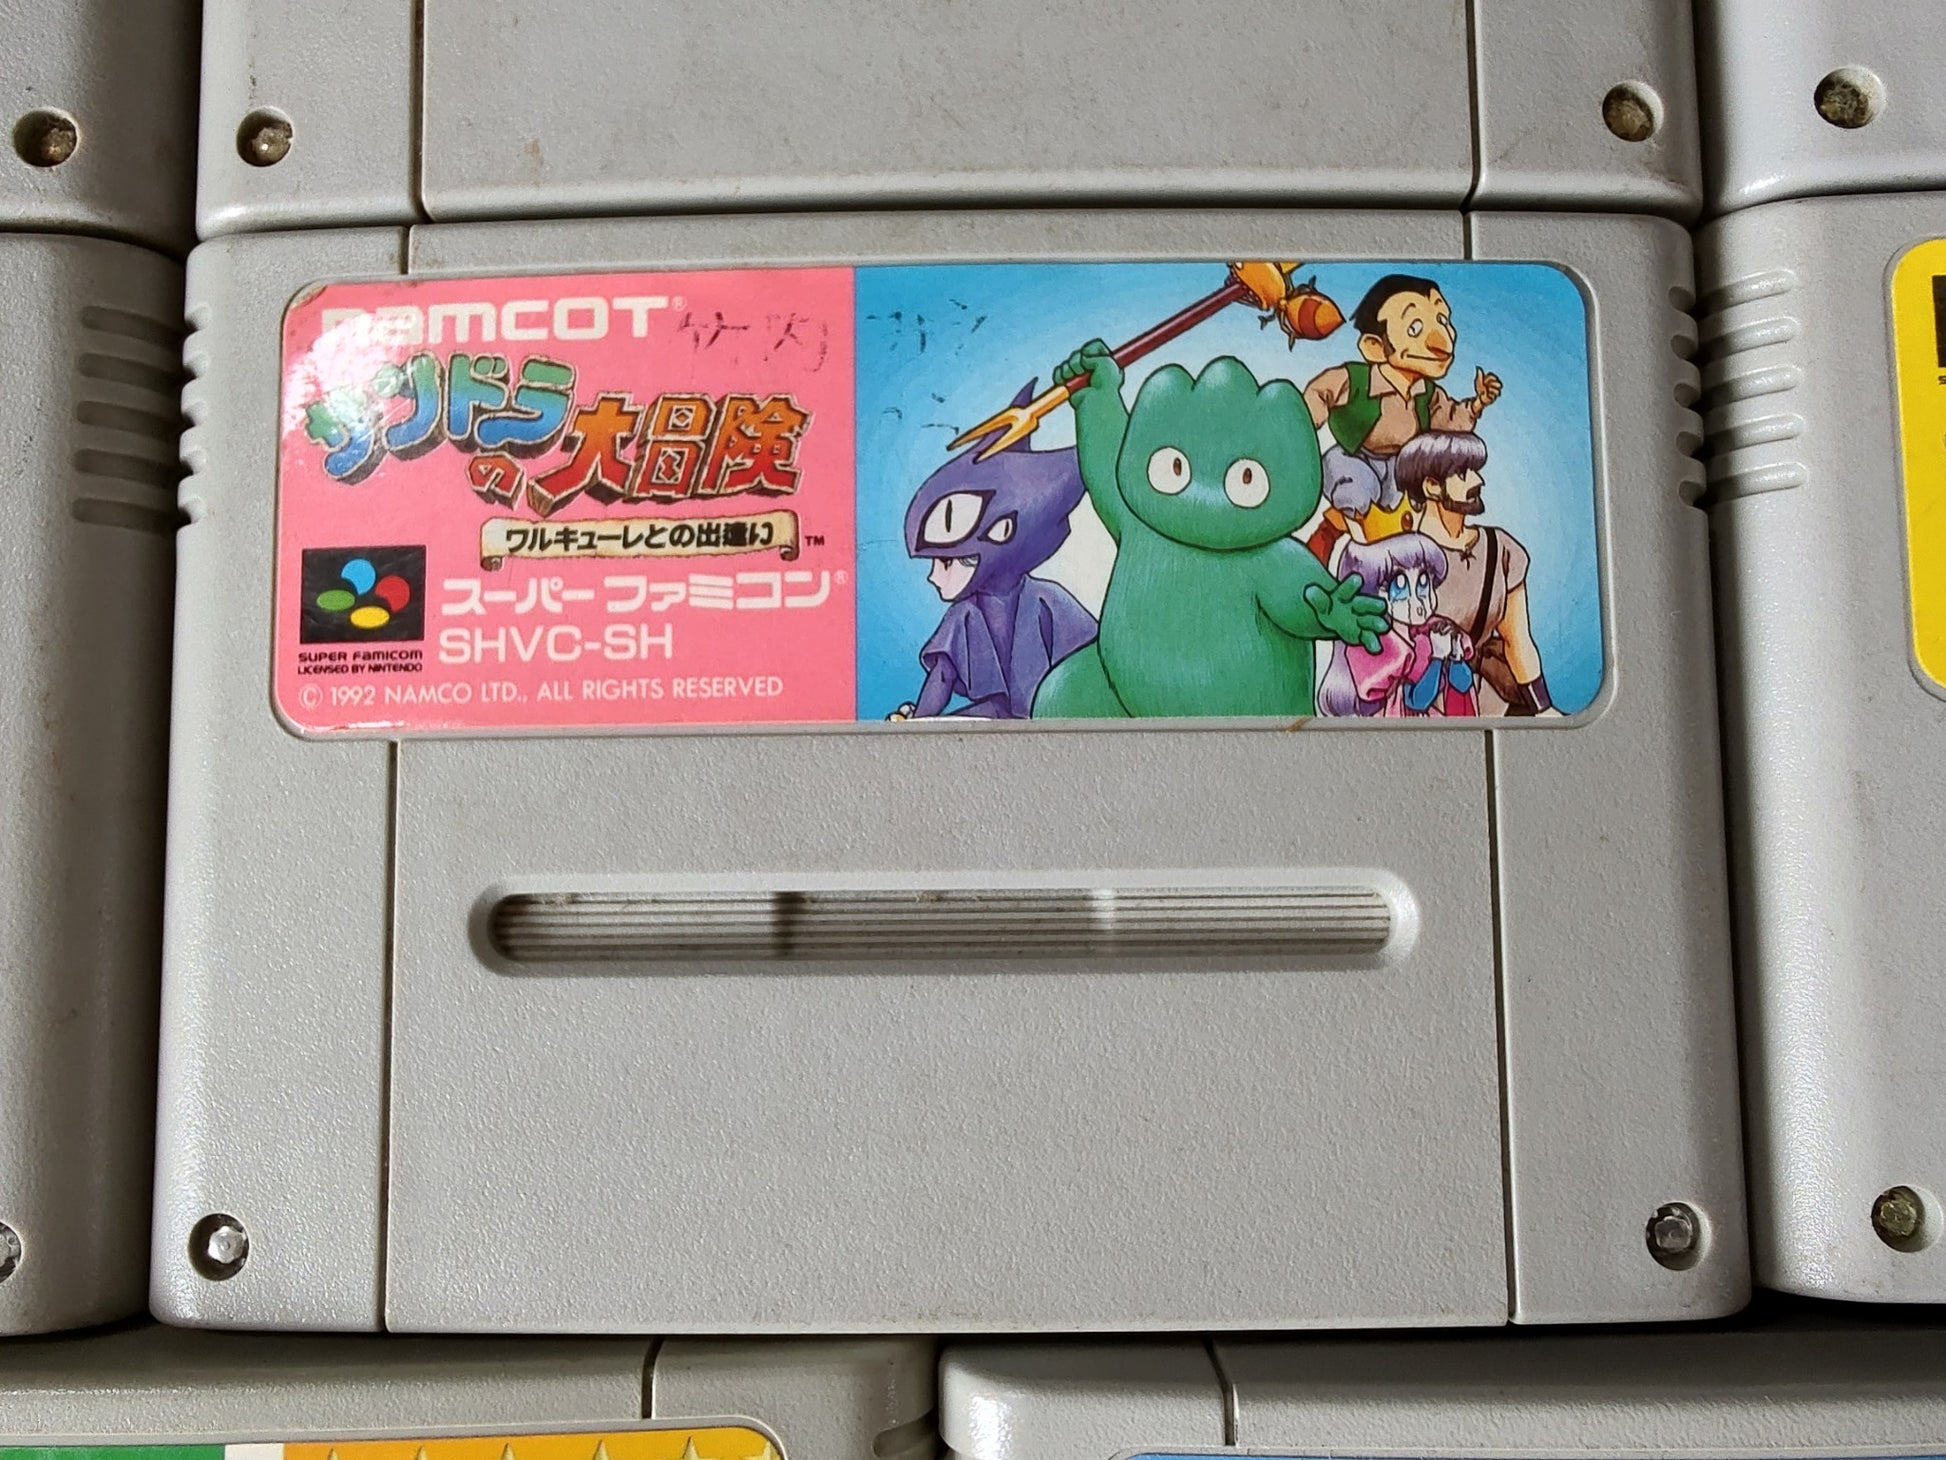 namcot®
サンドラ
の大冒険
ワルキューレとの出逢い ™
スーパーファミコン®
SUPER FAMICOM
LICENSED BY NINTENDO
SHVC-SH
© 1992 NAMCO LTD., ALL RIGHTS RESERVED